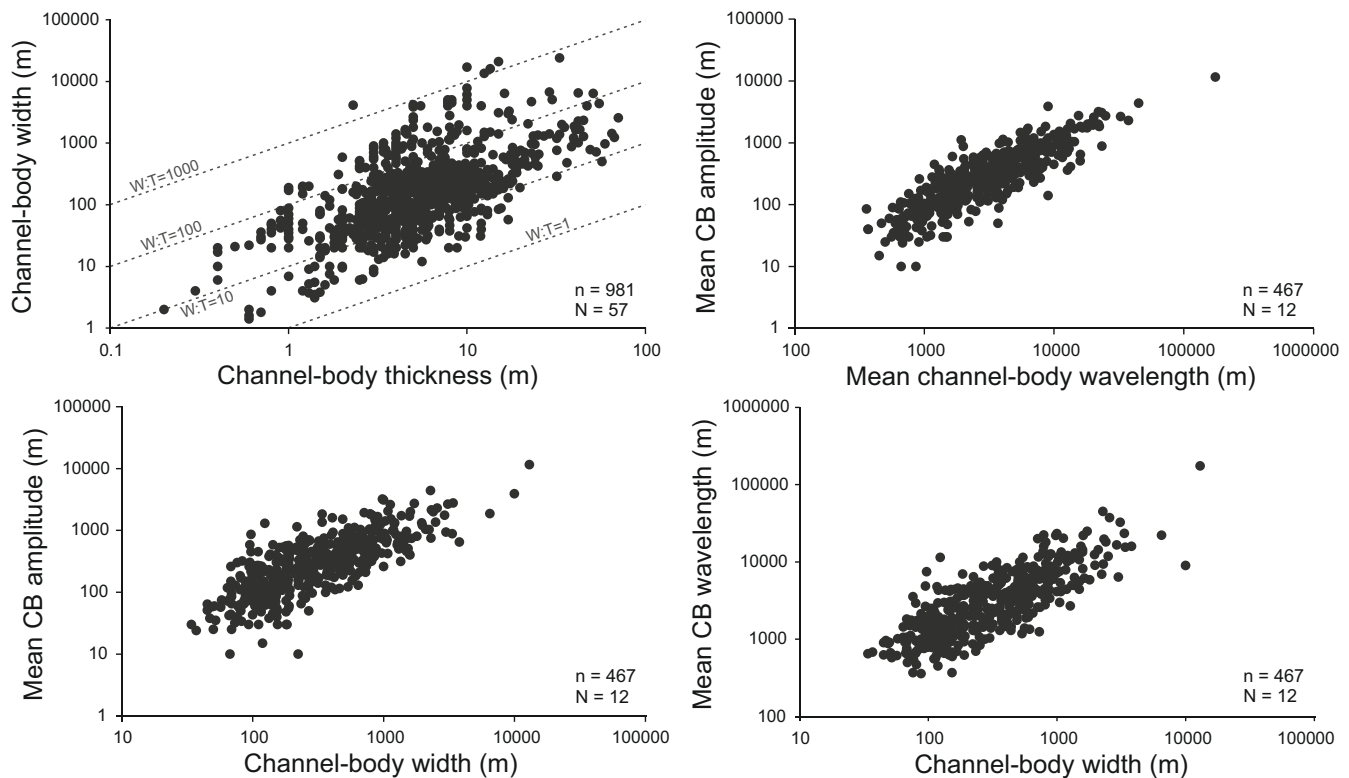 Channel-body width (m)
100000
10000
1000
100
10
1
W:T=1000
W:T=100
W:T=10
W:T=1
n = 981
N = 57
0.1
1
10
100
Channel-body thickness (m)
Mean CB amplitude (m)
100000
10000
1000
100
10
1
n = 467
N = 12
100
1000
10000
100000
1000000
Mean channel-body wavelength (m)
Mean CB amplitude (m)
100000
10000
1000
100
10
1
n = 467
N = 12
10
100
1000
10000
100000
Channel-body width (m)
Mean CB wavelength (m)
1000000
100000
10000
1000
100
n = 467
N = 12
10
100
1000
10000
100000
Channel-body width (m)